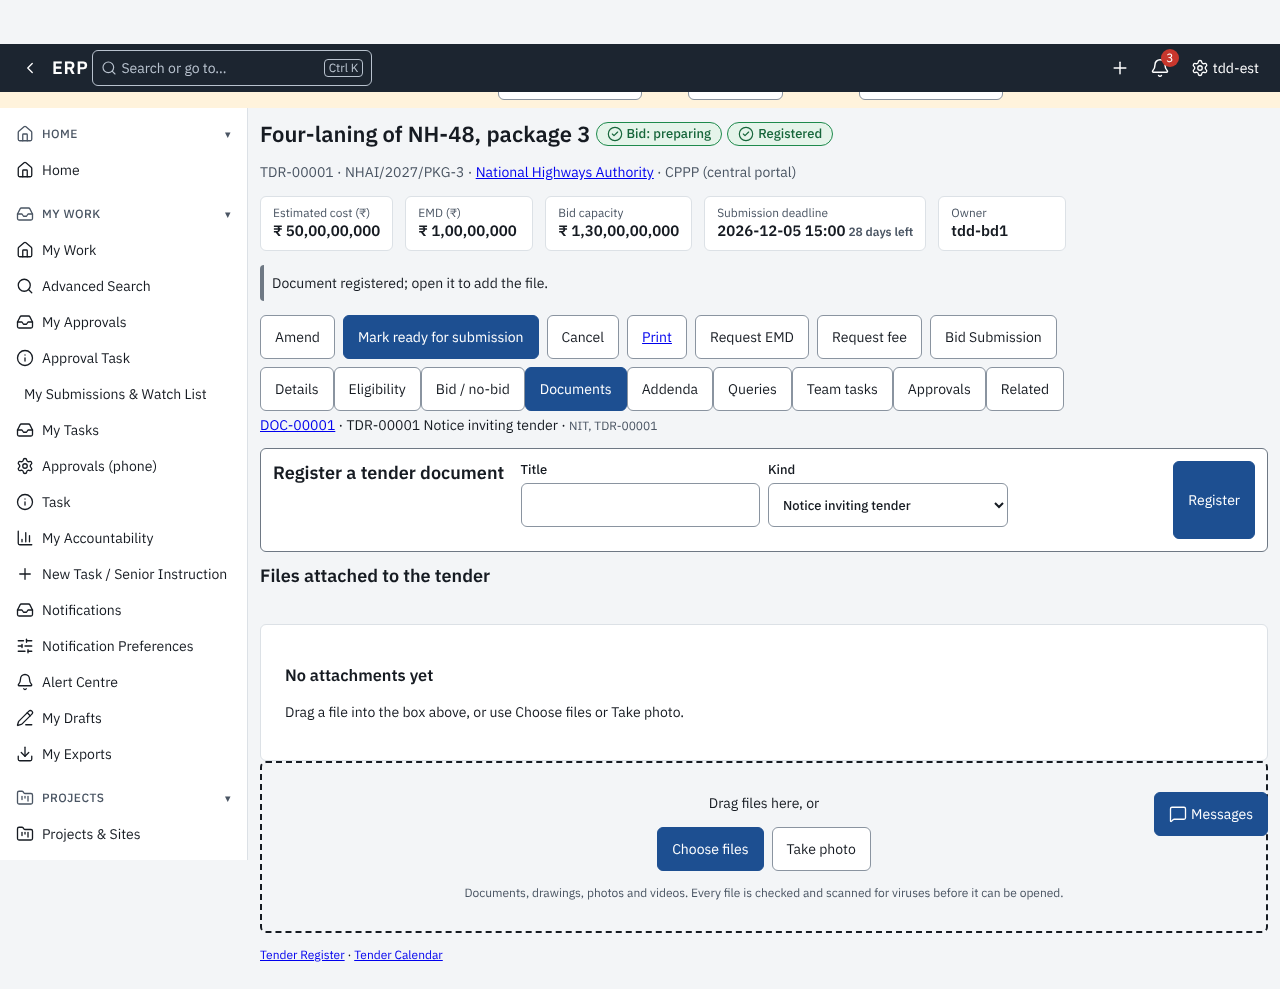 ERP
Search or go to...
Ctrl K
3
tdd-est
HOME
Home
MY WORK
My Work
Advanced Search
My Approvals
Approval Task
My Submissions & Watch List
My Tasks
Approvals (phone)
Task
My Accountability
New Task / Senior Instruction
Notifications
Notification Preferences
Alert Centre
My Drafts
My Exports
PROJECTS
Projects & Sites
Four-laning of NH-48, package 3
Bid: preparing
Registered
TDR-00001 · NHAI/2027/PKG-3 · National Highways Authority · CPPP (central portal)
Estimated cost (₹)
₹ 50,00,00,000
EMD (₹)
₹ 1,00,00,000
Bid capacity
₹ 1,30,00,00,000
Submission deadline
2026-12-05 15:00 28 days left
Owner
tdd-bd1
Document registered; open it to add the file.
Amend
Mark ready for submission
Cancel
Print
Request EMD
Request fee
Bid Submission
Details
Eligibility
Bid / no-bid
Documents
Addenda
Queries
Team tasks
Approvals
Related
DOC-00001 · TDR-00001 Notice inviting tender · NIT, TDR-00001
Register a tender document
Title
Kind
Notice inviting tender
Register
Files attached to the tender
No attachments yet
Drag a file into the box above, or use Choose files or Take photo.
Drag files here, or
Choose files
Take photo
Messages
Documents, drawings, photos and videos. Every file is checked and scanned for viruses before it can be opened.
Tender Register · Tender Calendar